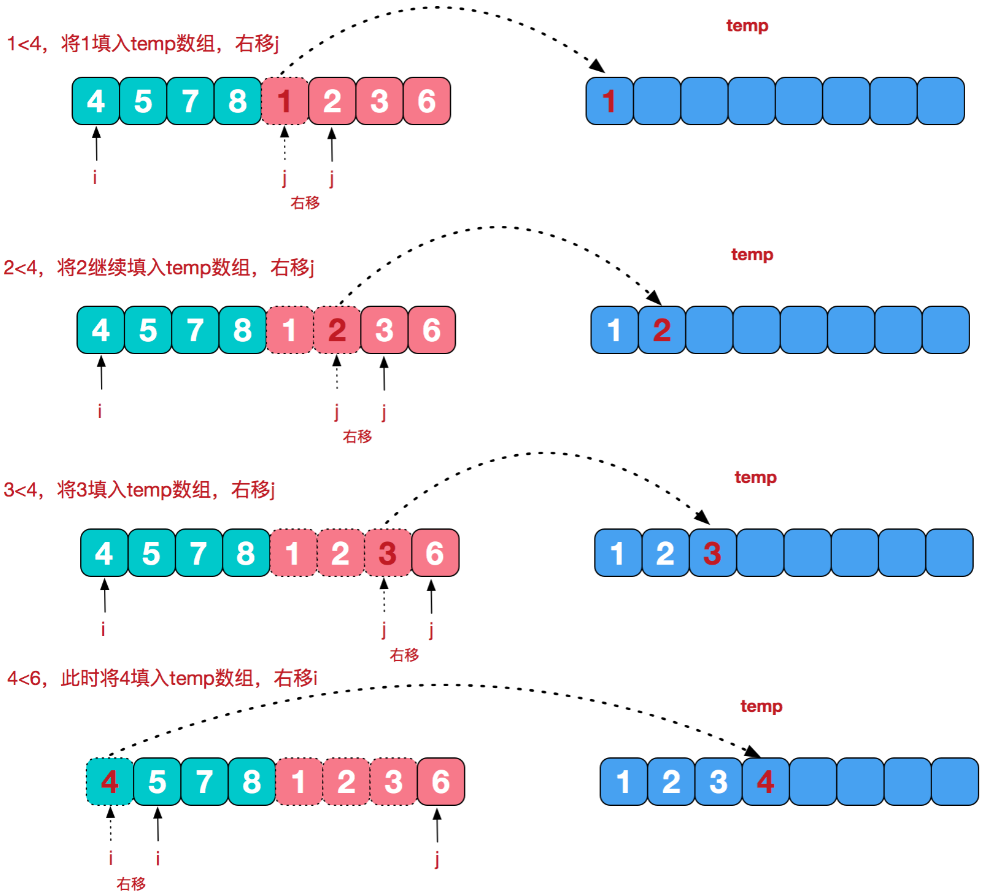 1<4，将1填入temp数组，右移j
temp
4 5 7 8 1 2 3 6
1
i j j
右移
2<4，将2继续填入temp数组，右移j
temp
4 5 7 8 1 2 3 6
1 2
i j j
右移
3<4，将3填入temp数组，右移j
temp
4 5 7 8 1 2 3 6
1 2 3
i j j
右移
4<6，此时将4填入temp数组，右移i
temp
4 5 7 8 1 2 3 6
1 2 3 4
i i j
右移